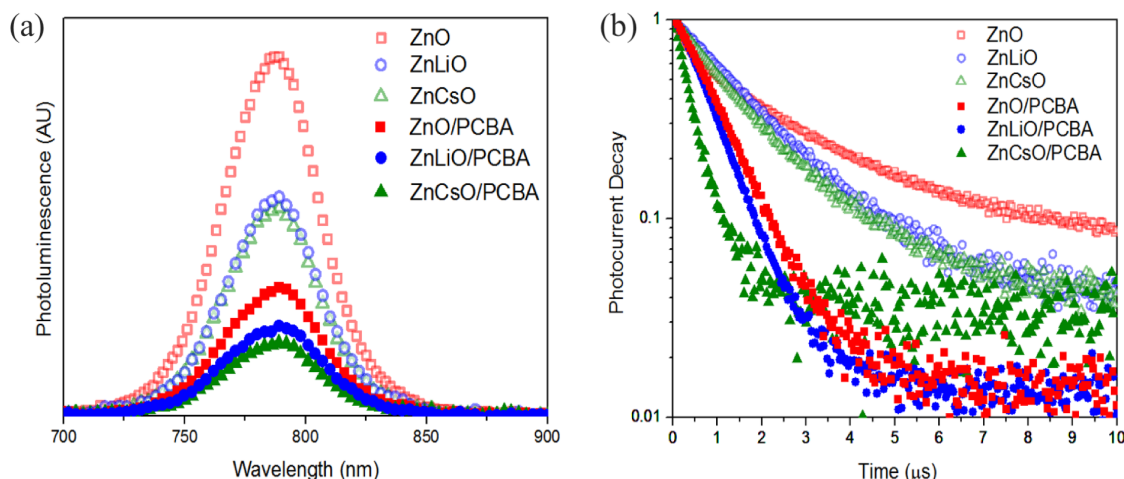 (a)
Photoluminescence (AU)
ZnO
ZnLiO
ZnCsO
ZnO/PCBA
ZnLiO/PCBA
ZnCsO/PCBA
700 750 800 850 900
Wavelength (nm)
(b)
Photocurrent Decay
1
0.1
0.01
ZnO
ZnLiO
ZnCsO
ZnO/PCBA
ZnLiO/PCBA
ZnCsO/PCBA
0 1 2 3 4 5 6 7 8 9 10
Time (μs)